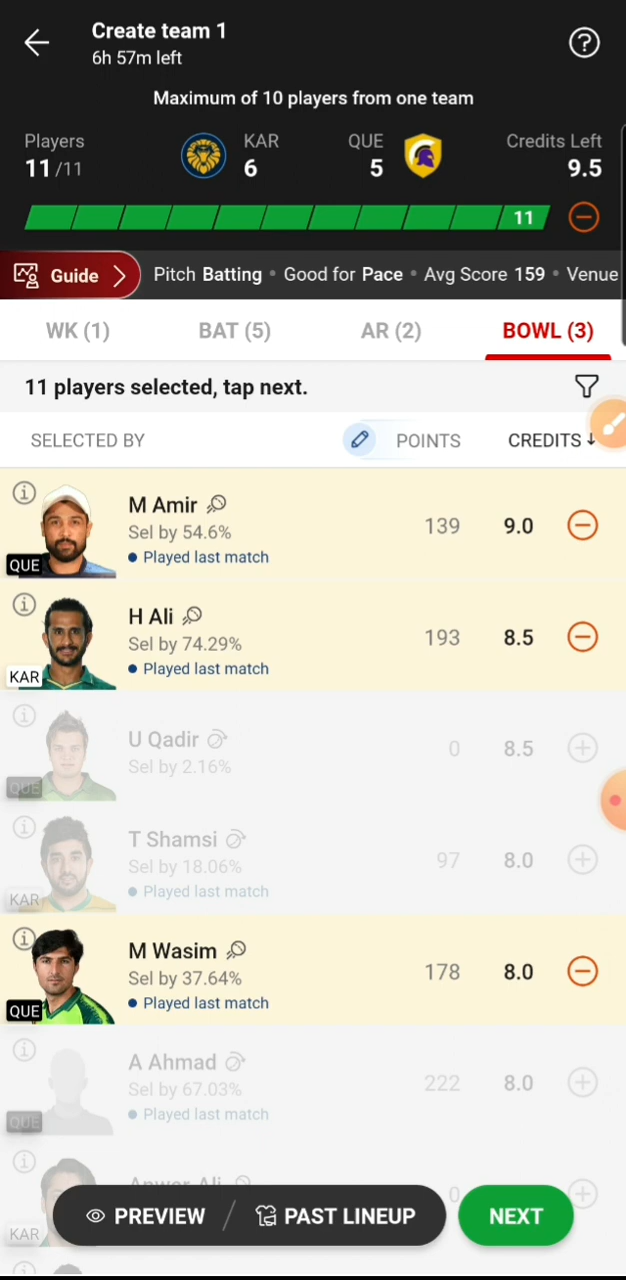 Create team 1
6h 57m left
Maximum of 10 players from one team
Players
11/11
KAR
6
QUE
5
Credits Left
9.5
11
Guide
Pitch Batting • Good for Pace • Avg Score 159 • Venue
WK (1)
BAT (5)
AR (2)
BOWL (3)
11 players selected, tap next.
SELECTED BY
POINTS
CREDITS ↓
M Amir
Sel by 54.6%
• Played last match
QUE
139
9.0
H Ali
Sel by 74.29%
• Played last match
KAR
193
8.5
U Qadir
Sel by 2.16%
QUE
0
8.5
T Shamsi
Sel by 18.06%
• Played last match
KAR
97
8.0
M Wasim
Sel by 37.64%
• Played last match
QUE
178
8.0
A Ahmad
Sel by 67.03%
• Played last match
QUE
222
8.0
Anwar Ali
KAR
0
PREVIEW
PAST LINEUP
NEXT